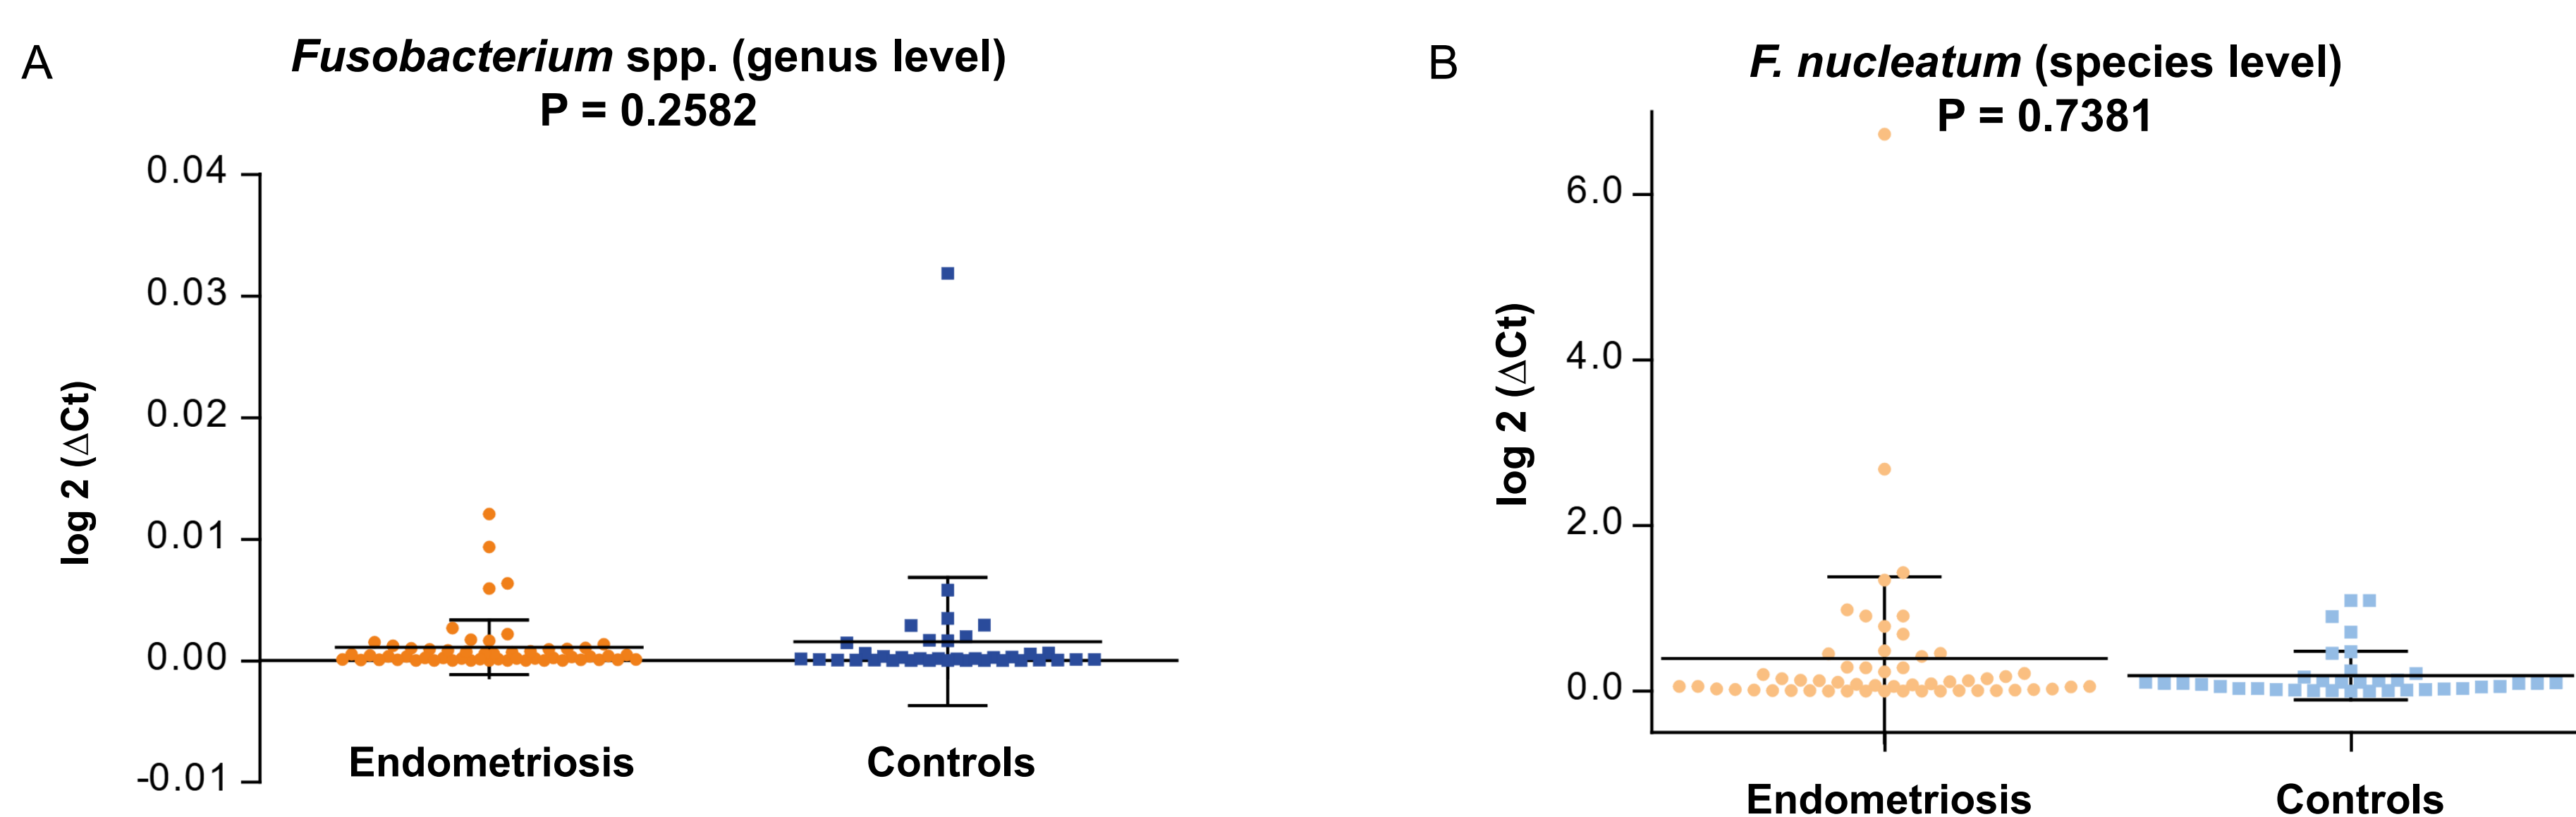 A
Fusobacterium spp. (genus level)
P = 0.2582
log 2 (ΔCt)
0.04
0.03
0.02
0.01
0.00
-0.01
Endometriosis
Controls
B
F. nucleatum (species level)
P = 0.7381
log 2 (ΔCt)
6.0
4.0
2.0
0.0
Endometriosis
Controls